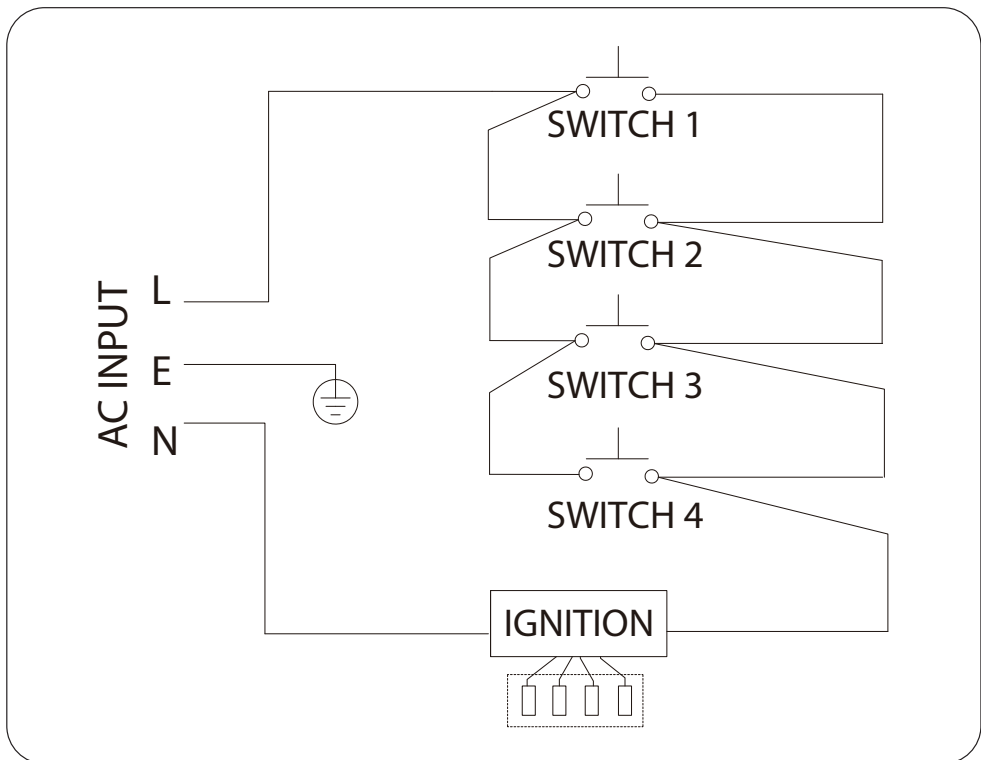 SWITCH 1
SWITCH 2
L
AC INPUT
E
SWITCH 3
N
SWITCH 4
IGNITION